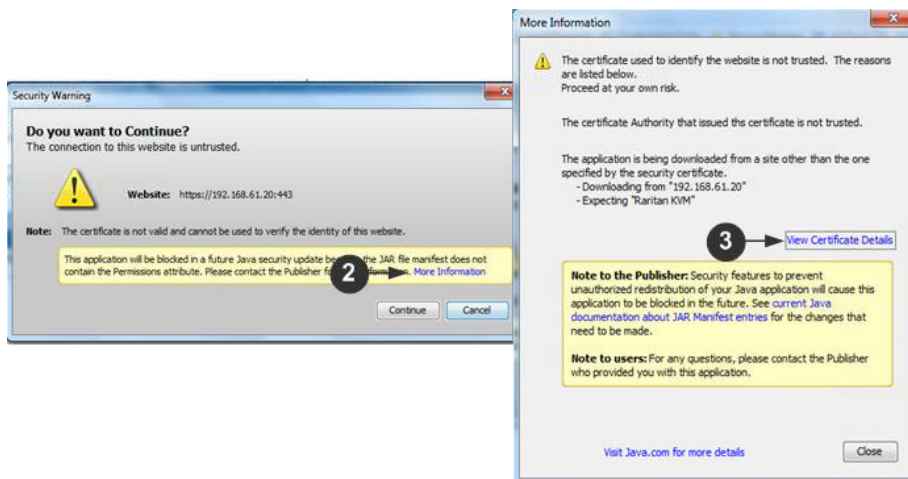 Security Warning
Do you want to Continue?
The connection to this website is untrusted.
Website: https://192.168.61.20:443
Note: The certificate is not valid and cannot be used to verify the identity of this website.
This application will be blocked in a future Java security update the JAR file manifest does not
contain the Permissions attribute. Please contact the Publisher 2 More Information
Continue Cancel
More Information
The certificate used to identify the website is not trusted. The reasons
are listed below.
Proceed at your own risk.
The certificate Authority that issued ths certificate is not trusted.
The application is being downloaded from a site other than the one
specified by the security certificate.
- Downloading from "192.168.61.20"
- Expecting "Raritan KVM"
3 View Certificate Details
Note to the Publisher: Security features to prevent
unauthorized redistribution of your Java application will cause this
application to be blocked in the future. See current Java
documentation about JAR Manifest entries for the changes that
need to be made.
Note to users: For any questions, please contact the Publisher
who provided you with this application.
Visit Java.com for more details
Close